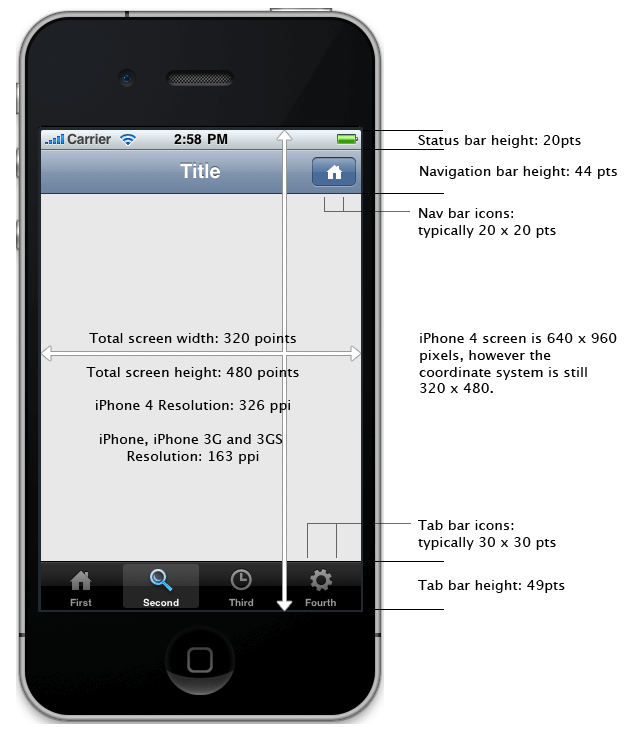 Carrier 2:58 PM
Title
Status bar height: 20pts
Navigation bar height: 44 pts
Nav bar icons:
typically 20 x 20 pts
Total screen width: 320 points
Total screen height: 480 points
iPhone 4 Resolution: 326 ppi
iPhone, iPhone 3G and 3GS
Resolution: 163 ppi
iPhone 4 screen is 640 x 960
pixels, however the
coordinate system is still
320 x 480.
Tab bar icons:
typically 30 x 30 pts
Tab bar height: 49pts
First Second Third Fourth